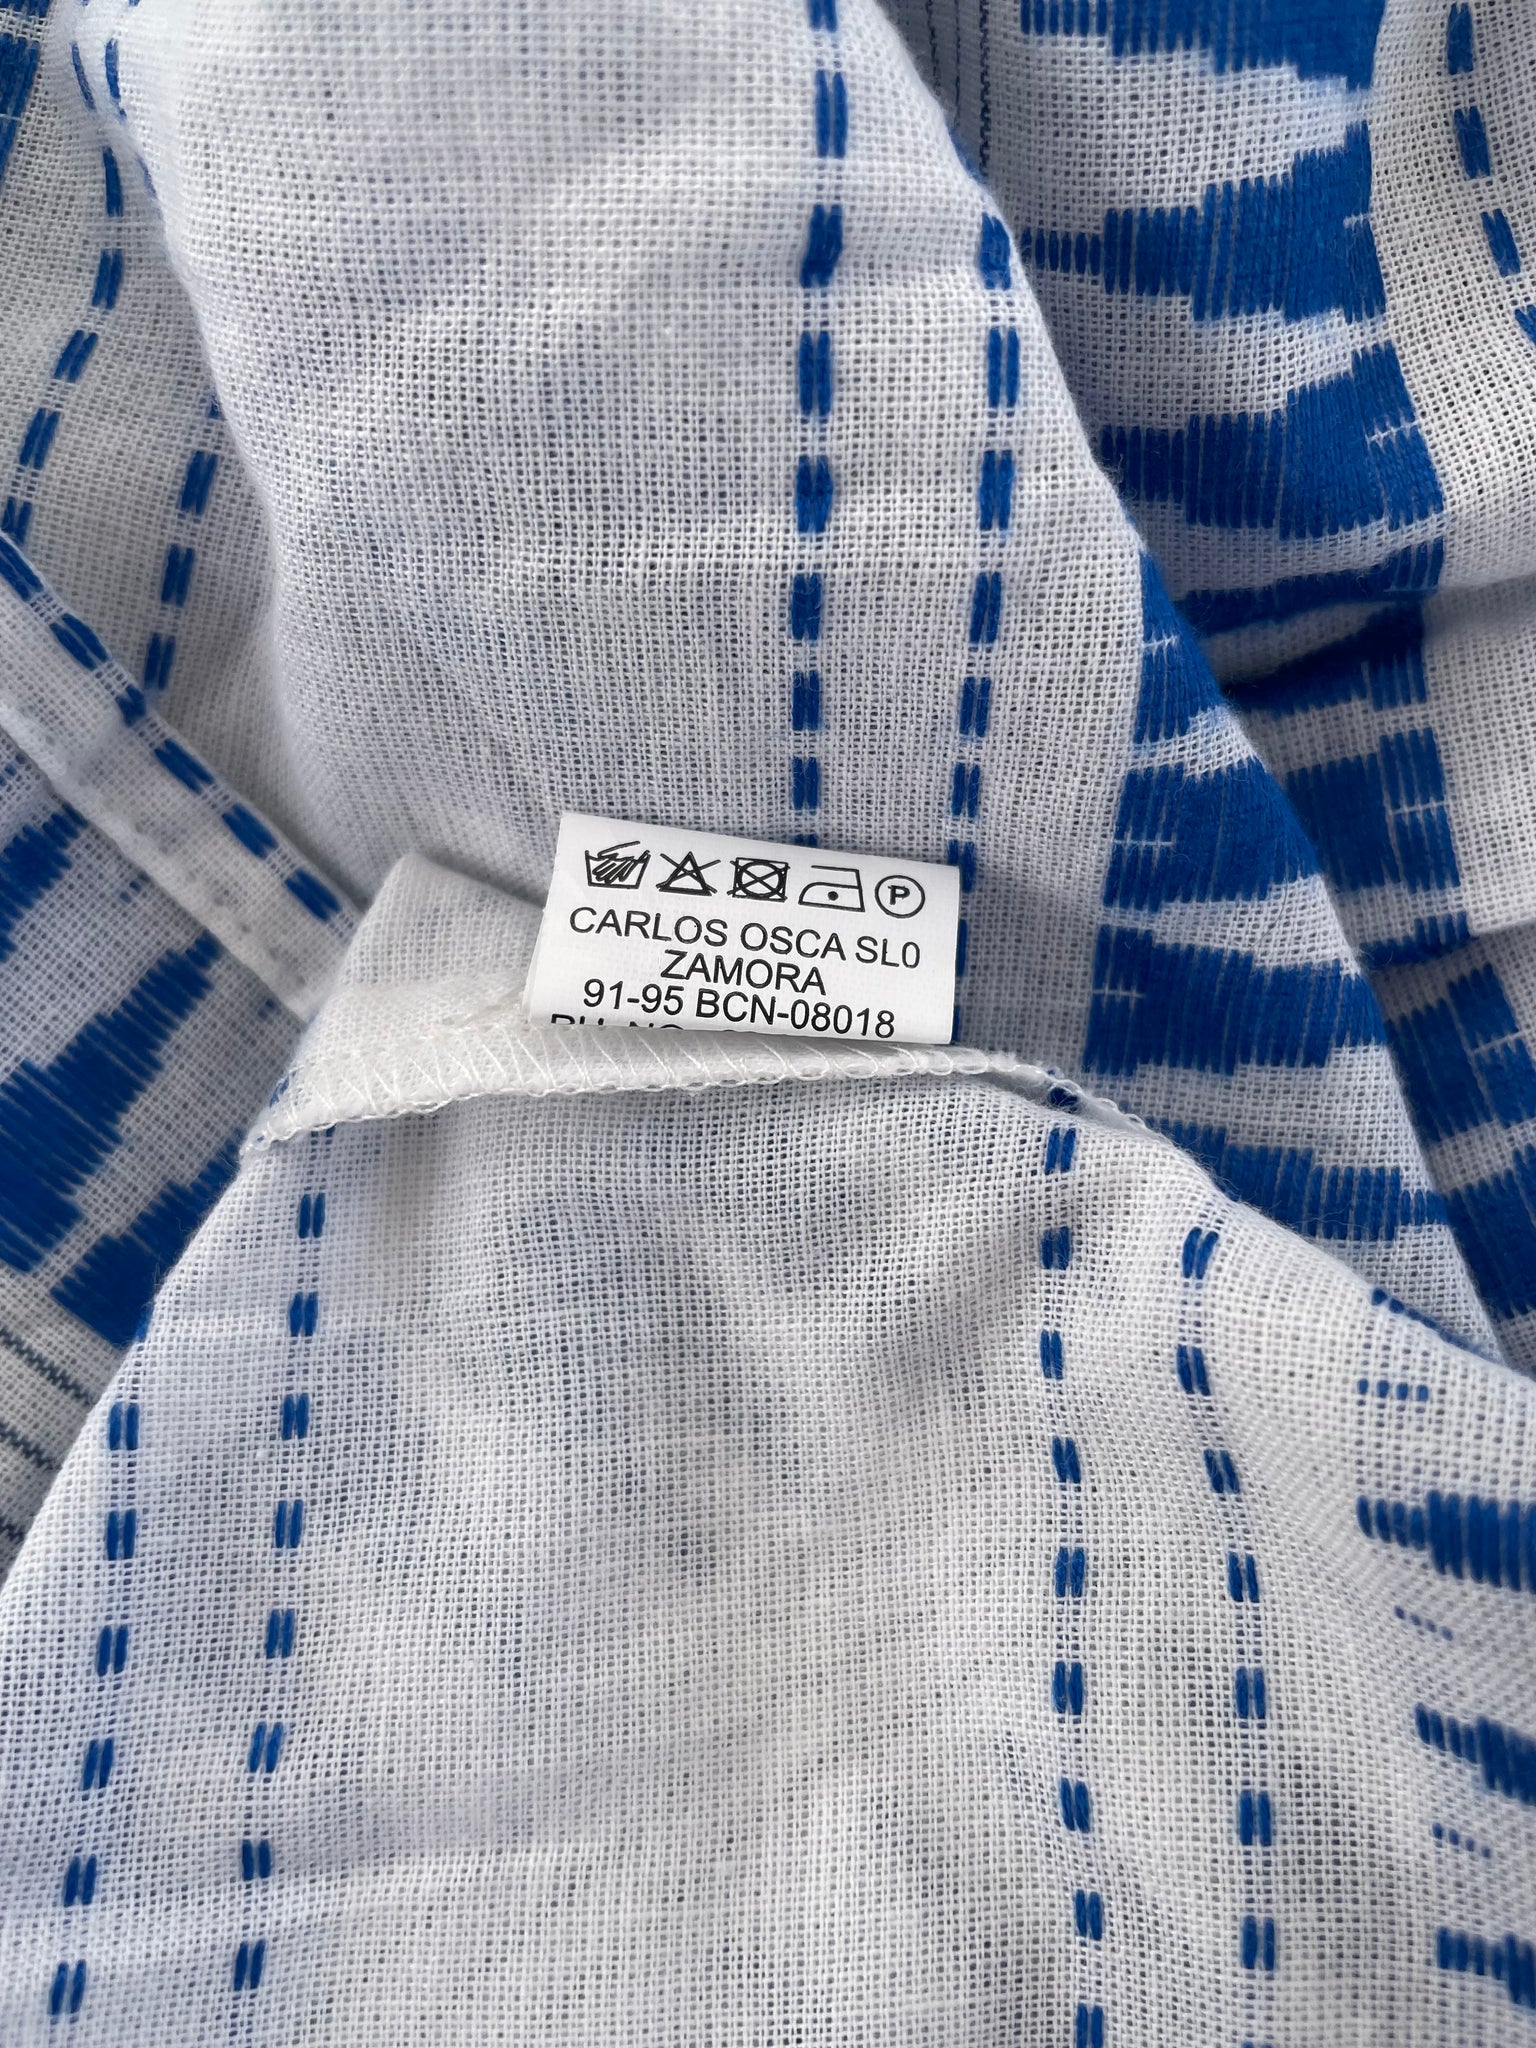 P
CARLOS OSCA SL0
ZAMORA
91-95 BCN-08018